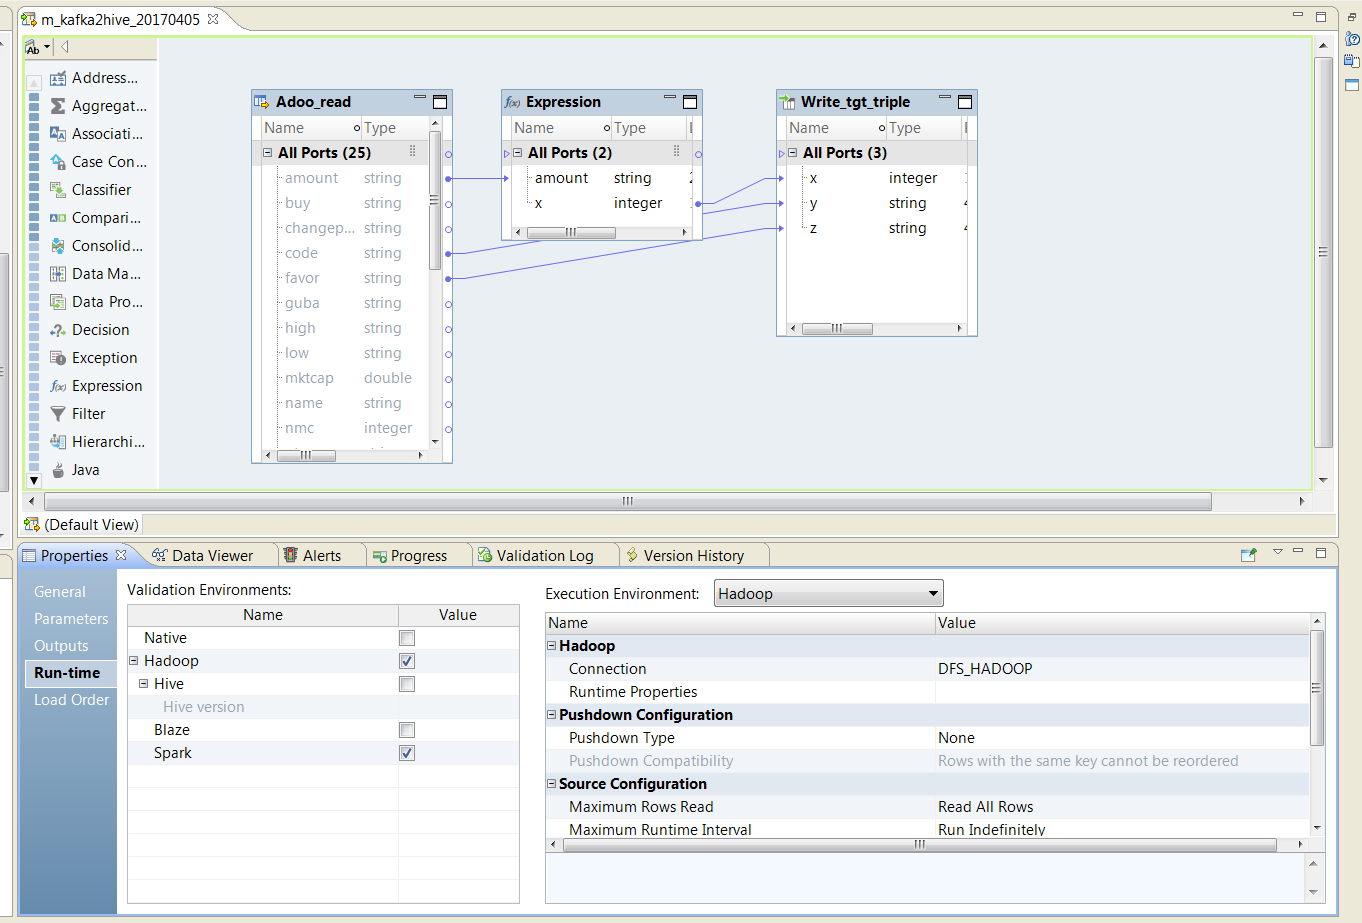 m_kafka2hive_20170405
Ab
Address...
Aggregat...
Associati...
Case Con...
Classifier
Compari...
Consolid...
Data Ma...
Data Pro...
Decision
Exception
Expression
Filter
Hierarchi...
Java
Adoo_read
Name Type
All Ports (25)
amount string
buy string
changep... string
code string
favor string
guba string
high string
low string
mktcap double
name string
nmc integer
Expression
Name Type
All Ports (2)
amount string
x integer
Write_tgt_triple
Name Type
All Ports (3)
x integer
y string
z string
(Default View)
Properties Data Viewer Alerts Progress Validation Log Version History
General
Parameters
Outputs
Run-time
Load Order
Validation Environments:
Name Value
Native
Hadoop
Hive
Hive version
Blaze
Spark
Execution Environment: Hadoop
Name Value
Hadoop
Connection DFS_HADOOP
Runtime Properties
Pushdown Configuration
Pushdown Type None
Pushdown Compatibility Rows with the same key cannot be reordered
Source Configuration
Maximum Rows Read Read All Rows
Maximum Runtime Interval Run Indefinitely